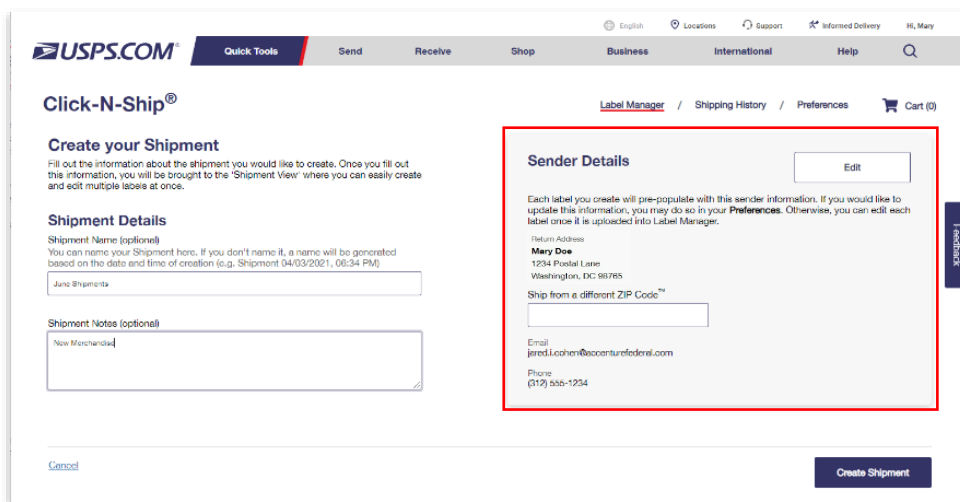 English Locations Support Informed Delivery Hi, Mary
USPS.COM® Quick Tools Send Receive Shop Business International Help
Click-N-Ship®
Label Manager / Shipping History / Preferences Cart (0)
Create your Shipment
Fill out the information about the shipment you would like to create. Once you fill out
this information, you will be brought to the 'Shipment View' where you can easily create
and edit multiple labels at once.
Shipment Details
Shipment Name (optional)
You can name your Shipment here. If you don't name it, a name will be generated
based on the date and time of creation (e.g. Shipment 04/03/2021, 06:34 PM)
June Shipments
Shipment Notes (optional)
New Merchandise
Sender Details
Edit
Each label you create will pre-populate with this sender information. If you would like to
update this information, you may do so in your Preferences. Otherwise, you can edit each
label once it is uploaded into Label Manager.
Return Address
Mary Doe
1234 Postal Lane
Washington, DC 98765
Ship from a different ZIP Code™
Email
jared.i.cohen@accenturefederal.com
Phone
(312) 555-1234
Feedback
Cancel
Create Shipment